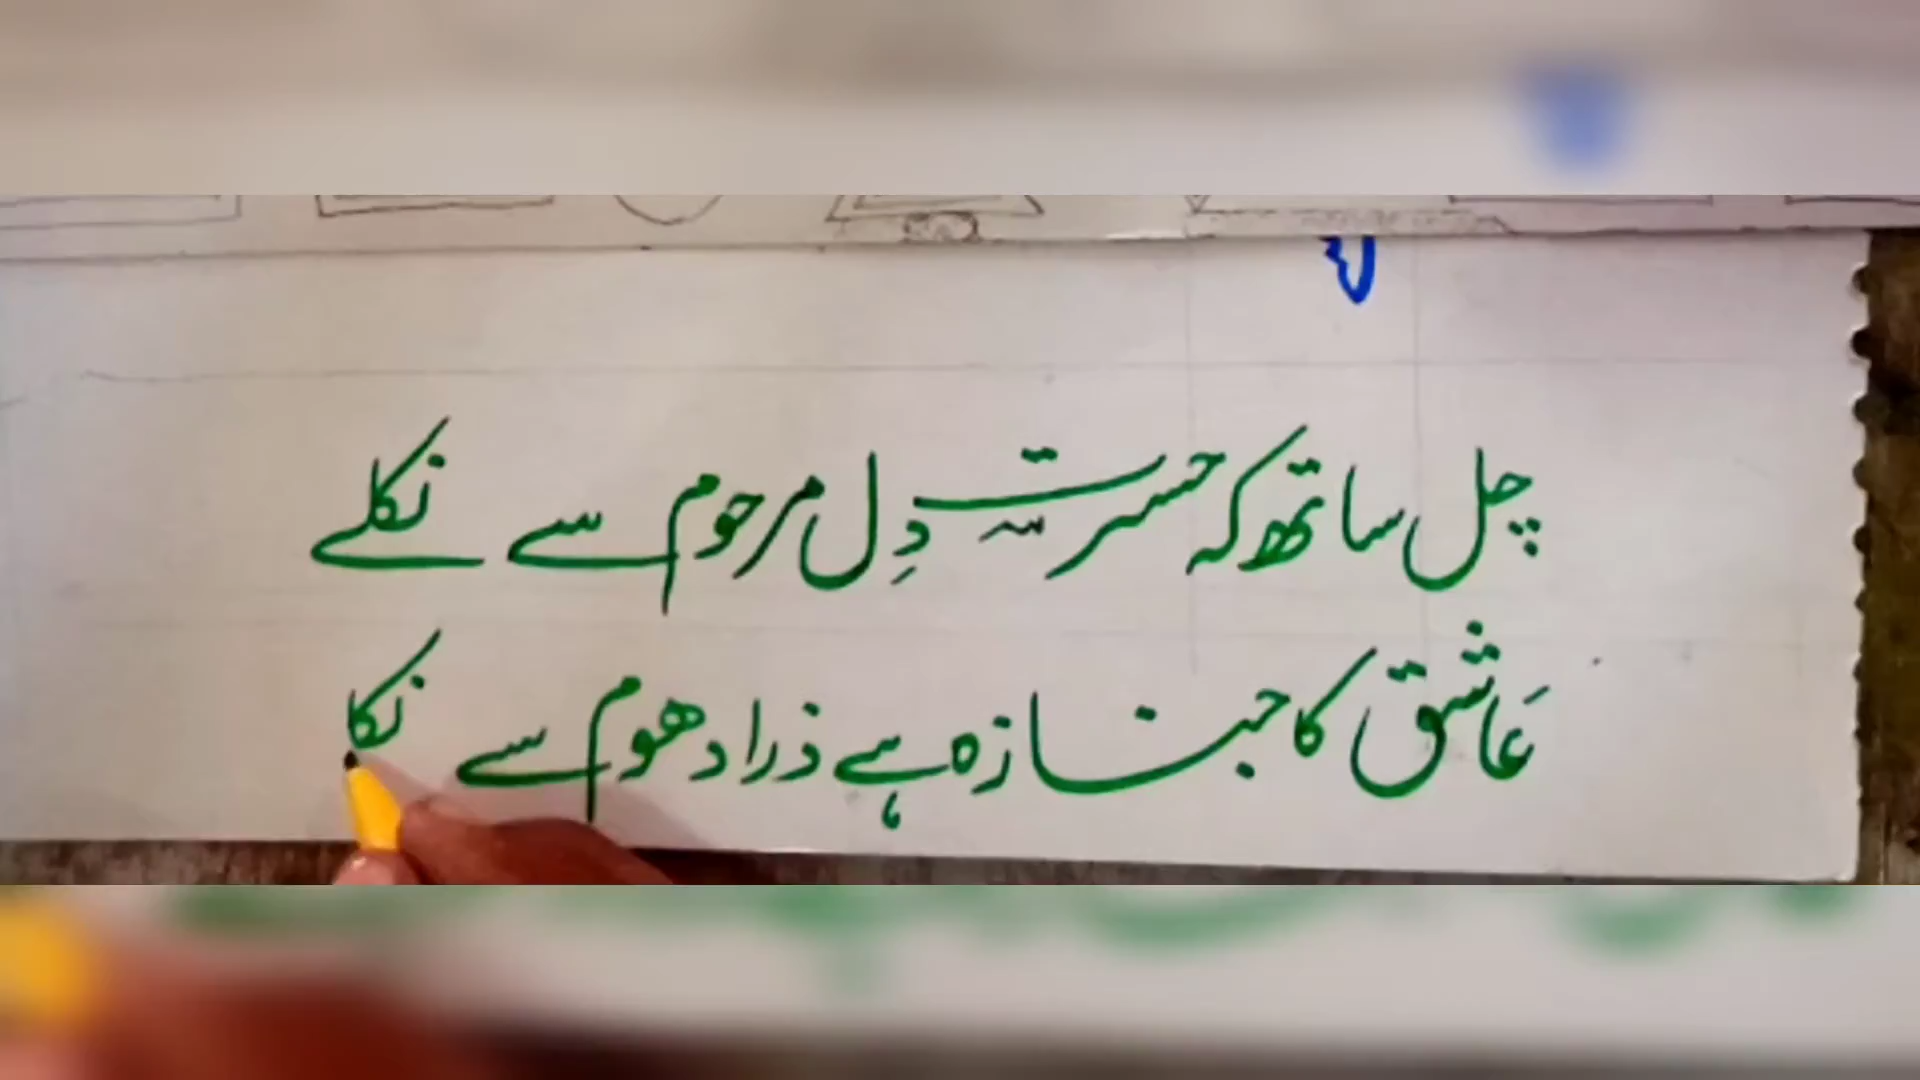 چل ساتھ کہ حسرت دِل مرحوم سے نکلے
عَاشق کا جنازہ ہے ذرا دھوم سے نکا